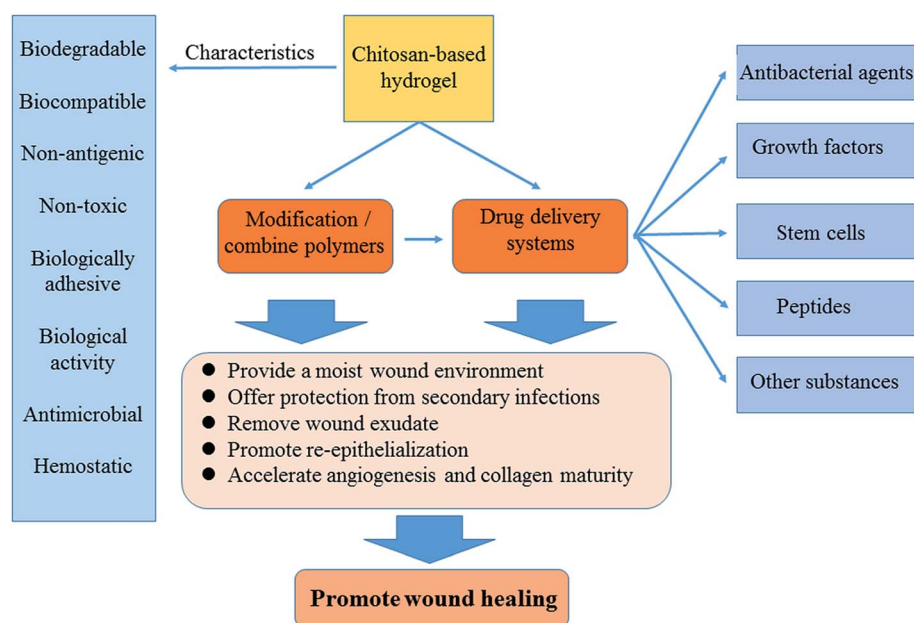 Biodegradable
Biocompatible
Non-antigenic
Non-toxic
Biologically
adhesive
Biological
activity
Antimicrobial
Hemostatic
Characteristics
Chitosan-based
hydrogel
Modification /
combine polymers
Drug delivery
systems
Antibacterial agents
Growth factors
Stem cells
Peptides
Other substances
● Provide a moist wound environment
● Offer protection from secondary infections
● Remove wound exudate
● Promote re-epithelialization
● Accelerate angiogenesis and collagen maturity
Promote wound healing